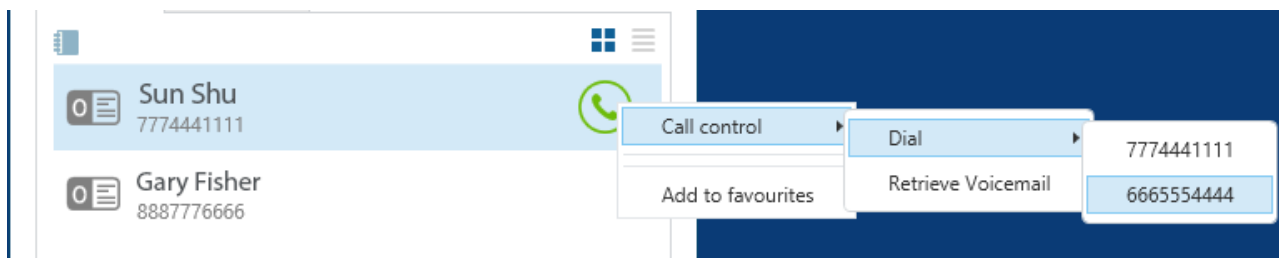 Sun Shu
7774441111
Gary Fisher
8887776666
Call control
Add to favourites
Dial
Retrieve Voicemail
7774441111
6665554444